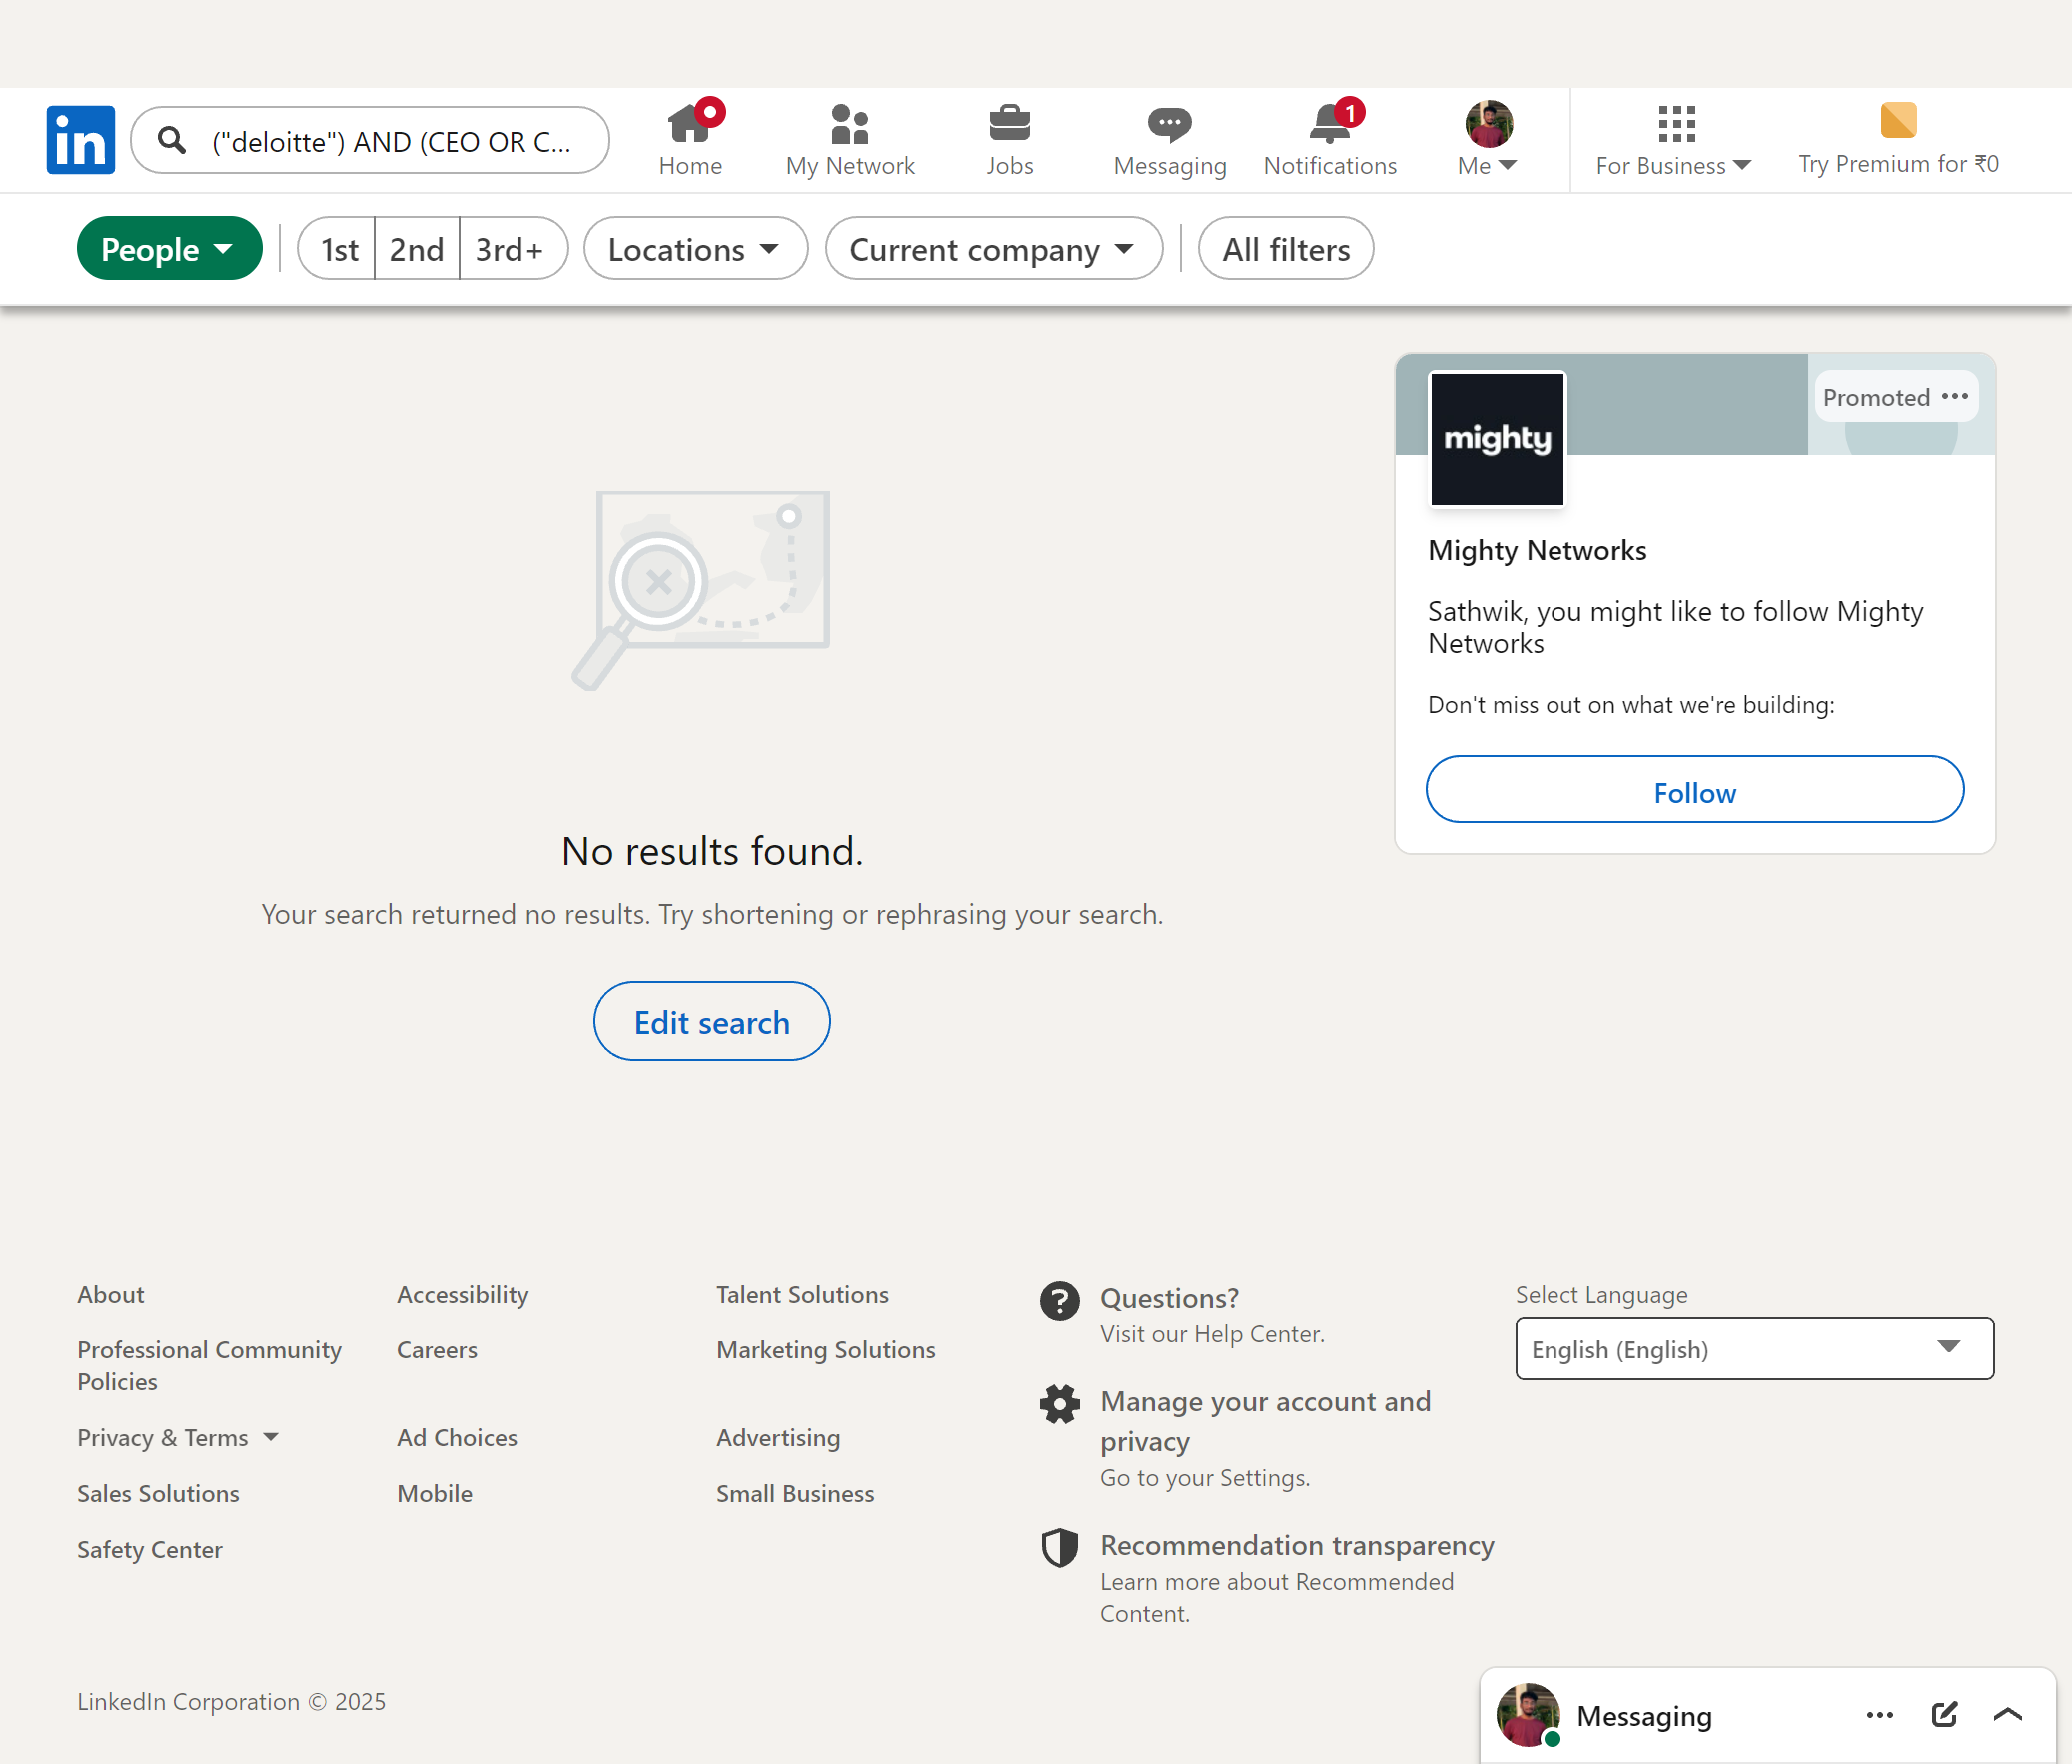 in
("deloitte") AND (CEO OR C...
Home
My Network
Jobs
Messaging
1
Notifications
Me
For Business
Try Premium for ₹0
People
1st
2nd
3rd+
Locations
Current company
All filters
Promoted
mighty
Mighty Networks
Sathwik, you might like to follow Mighty
Networks
Don't miss out on what we're building:
Follow
No results found.
Your search returned no results. Try shortening or rephrasing your search.
Edit search
About
Accessibility
Talent Solutions
Professional Community
Policies
Careers
Marketing Solutions
Privacy & Terms
Ad Choices
Advertising
Sales Solutions
Mobile
Small Business
Safety Center
Questions?
Visit our Help Center.
Manage your account and
privacy
Go to your Settings.
Recommendation transparency
Learn more about Recommended
Content.
Select Language
English (English)
LinkedIn Corporation © 2025
Messaging